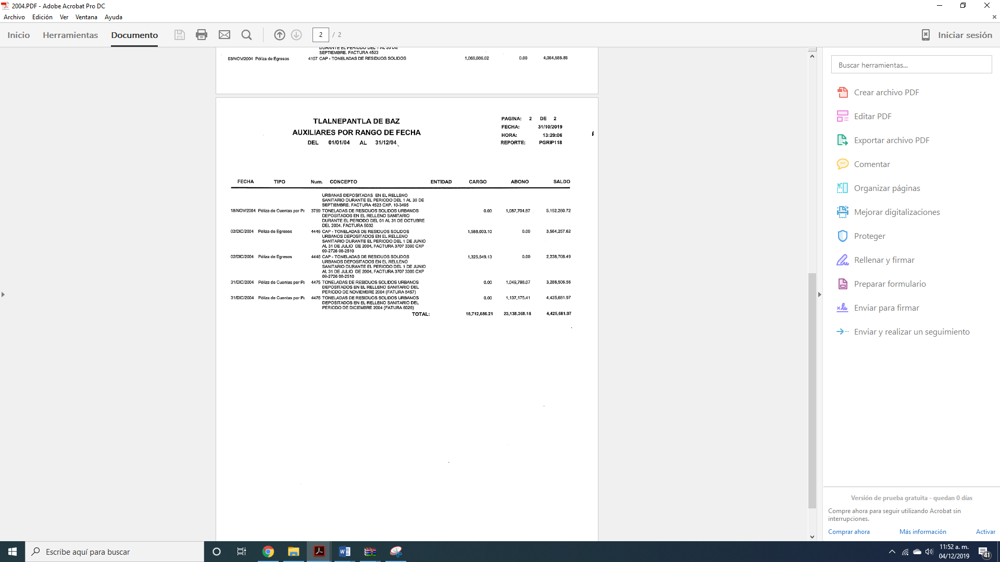 2004.PDF - Adobe Acrobat Pro DC
Archivo Edición Ver Ventana Ayuda
Inicio Herramientas Documento 2 / 2 Iniciar sesión
DURANTE EL PERIODO DEL 1 AL 30 DE
SEPTIEMBRE. FACTURA 4523
03/NOV/2004 Póliza de Egresos 4107 CAP - TONELADAS DE RESIDUOS SOLIDOS 1,069,606.62 0.00 4,064,555.85
TLALNEPANTLA DE BAZ
AUXILIARES POR RANGO DE FECHA
DEL 01/01/04 AL 31/12/04
PAGINA: 2 DE 2
FECHA: 31/10/2019
HORA: 13:29:06
REPORTE: PGRIP118
FECHA TIPO Num. CONCEPTO ENTIDAD CARGO ABONO SALDO
URBANAS DEPOSITADAS EN EL RELLENO
SANITARIO DURANTE EL PERIODO DEL 1 AL 30 DE
SEPTIEMBRE. FACTURA 4523 CXP. 10-3495
18/NOV/2004 Póliza de Cuentas por Pa 3759 TONELADAS DE RESIDUOS SOLIDOS URBANOS 0.00 1,087,704.87 5,152,260.72
DEPOSITADOS EN EL RELLENO SANITARIO
DURANTE EL PERIODO DEL 01 AL 31 DE OCTUBRE
DEL 2004. FACTURA 5032
02/DIC/2004 Póliza de Egresos 4446 CAP - TONELADAS DE RESIDUOS SOLIDOS 1,588,003.10 0.00 3,564,257.62
URBANOS DEPOSITADOS EN EL RELLENO
SANITARIO DURANTE EL PERIODO DEL 1 DE JUNIO
AL 31 DE JULIO DE 2004, FACTURA 3707 3300 CXP
09-2726 08-2510
02/DIC/2004 Póliza de Egresos 4446 CAP - TONELADAS DE RESIDUOS SOLIDOS 1,325,549.13 0.00 2,238,708.49
URBANOS DEPOSITADOS EN EL RELLENO
SANITARIO DURANTE EL PERIODO DEL 1 DE JUNIO
AL 31 DE JULIO DE 2004, FACTURA 3707 3300 CXP
09-2726 08-2510
31/DIC/2004 Póliza de Cuentas por Pa 4475 TONELADAS DE RESIDUOS SOLIDOS URBANOS 0.00 1,049,798.07 3,288,506.56
DEPOSITADOS EN EL RELLENO SANITARIO DEL
PERIODO DE NOVIEMBRE 2004 (FATURA 5457)
31/DIC/2004 Póliza de Cuentas por Pa 4476 TONELADAS DE RESIDUOS SOLIDOS URBANOS 0.00 1,137,175.41 4,425,681.97
DEPOSITADOS EN EL RELLENO SANITARIO DEL
PERIODO DE DICIEMBRE 2004 (FATURA 6026)
TOTAL: 18,712,686.21 23,138,368.18 4,425,681.97
Buscar herramientas...
Crear archivo PDF
Editar PDF
Exportar archivo PDF
Comentar
Organizar páginas
Mejorar digitalizaciones
Proteger
Rellenar y firmar
Preparar formulario
Enviar para firmar
Enviar y realizar un seguimiento
Versión de prueba gratuita - quedan 0 días
Compre ahora para seguir utilizando Acrobat sin
interrupciones.
Comprar ahora Más información Activar
Escribe aquí para buscar
11:52 a. m.
04/12/2019
41